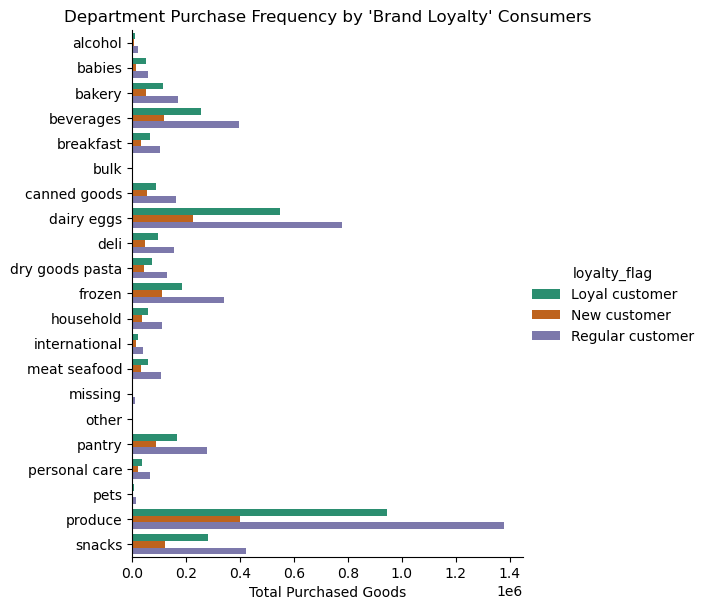 Department Purchase Frequency by 'Brand Loyalty' Consumers
alcohol
babies
bakery
beverages
breakfast
bulk
canned goods
dairy eggs
deli
dry goods pasta
frozen
household
international
meat seafood
missing
other
pantry
personal care
pets
produce
snacks
loyalty_flag
Loyal customer
New customer
Regular customer
0.0 0.2 0.4 0.6 0.8 1.0 1.2 1.4
1e6
Total Purchased Goods